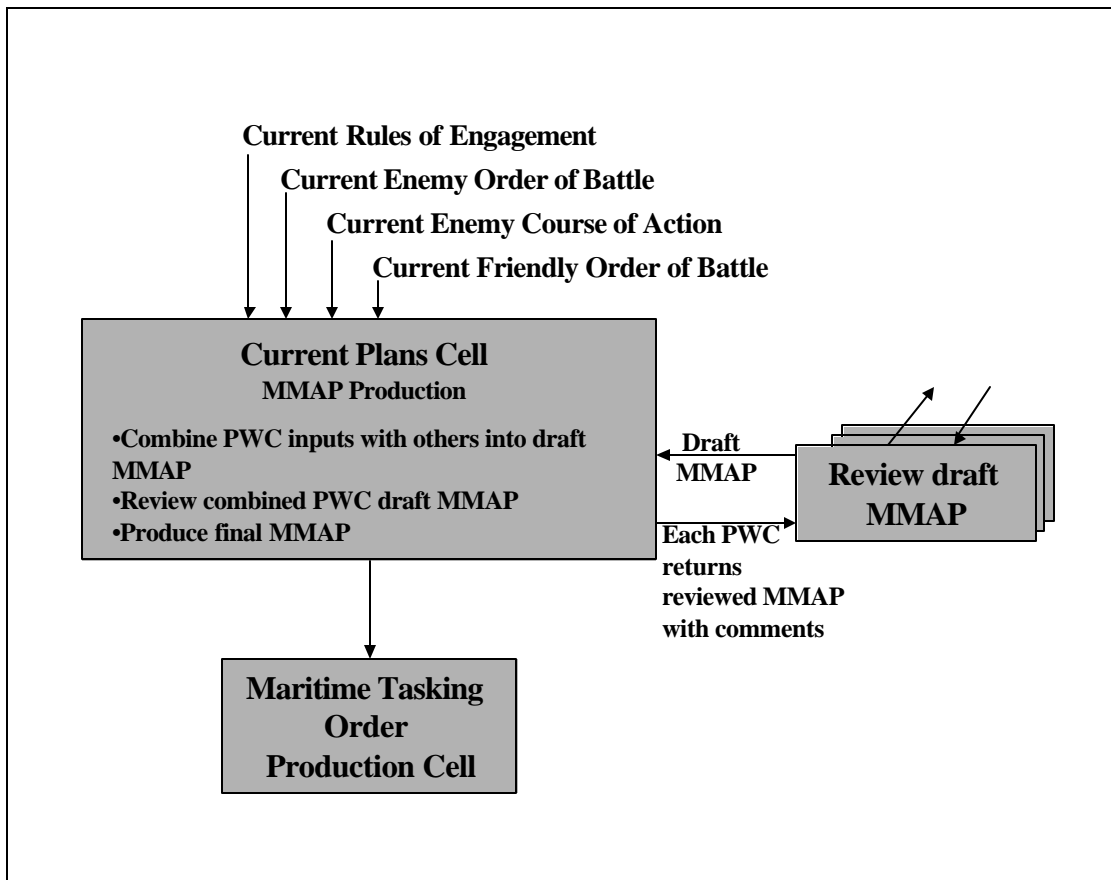 Current Rules of Engagement
Current Enemy Order of Battle
Current Enemy Course of Action
Current Friendly Order of Battle
Current Plans Cell
MMAP Production
•Combine PWC inputs with others into draft
MMAP
•Review combined PWC draft MMAP
•Produce final MMAP
Draft
MMAP
Review draft
MMAP
Each PWC
returns
reviewed MMAP
with comments
Maritime Tasking
Order
Production Cell